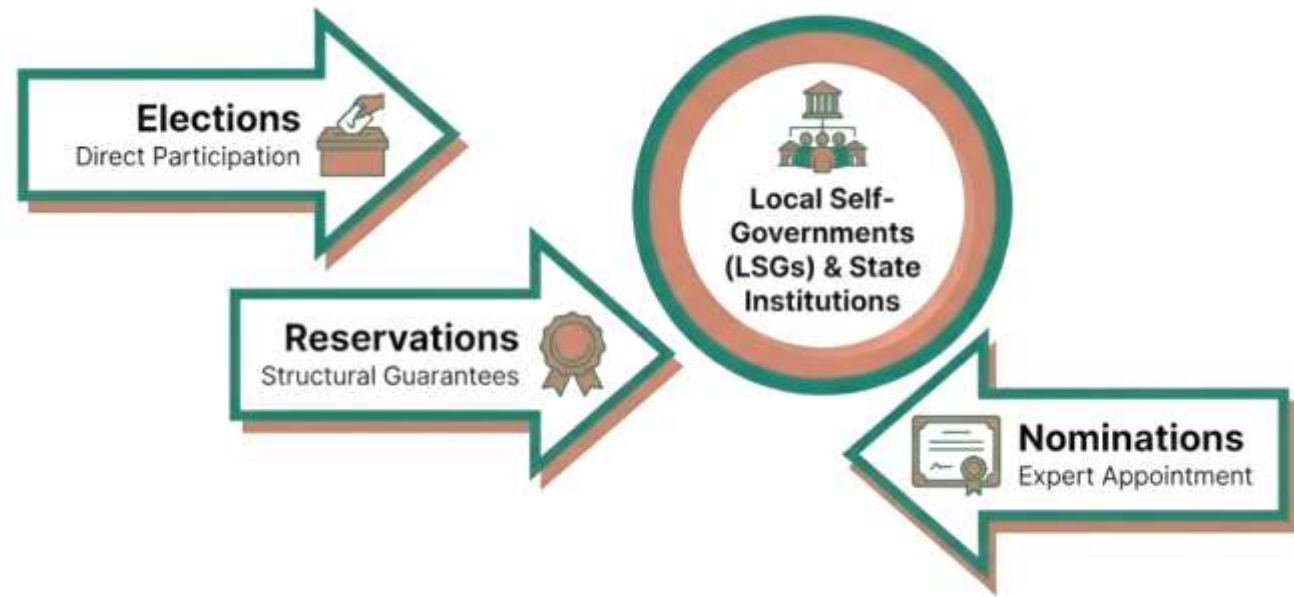 Elections
Direct Participation
Reservations
Structural Guarantees
Local Self-
Governments
(LSGs) & State
Institutions
Nominations
Expert Appointment